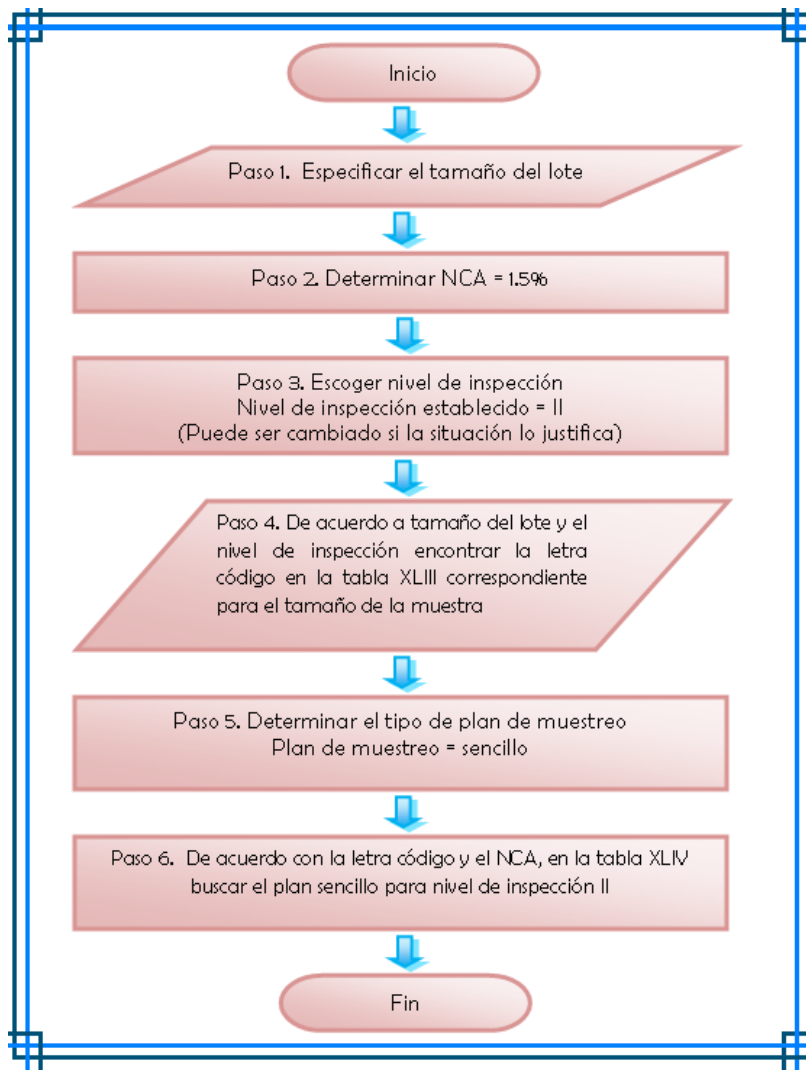 Inicio
Paso 1. Especificar el tamaño del lote
Paso 2. Determinar NCA = 1.5%
Paso 3. Escoger nivel de inspección
Nivel de inspección establecido = II
(Puede ser cambiado si la situación lo justifica)
Paso 4. De acuerdo a tamaño del lote y el
nivel de inspección encontrar la letra
código en la tabla XLIII correspondiente
para el tamaño de la muestra
Paso 5. Determinar el tipo de plan de muestreo
Plan de muestreo = sencillo
Paso 6. De acuerdo con la letra código y el NCA, en la tabla XLIV
buscar el plan sencillo para nivel de inspección II
Fin